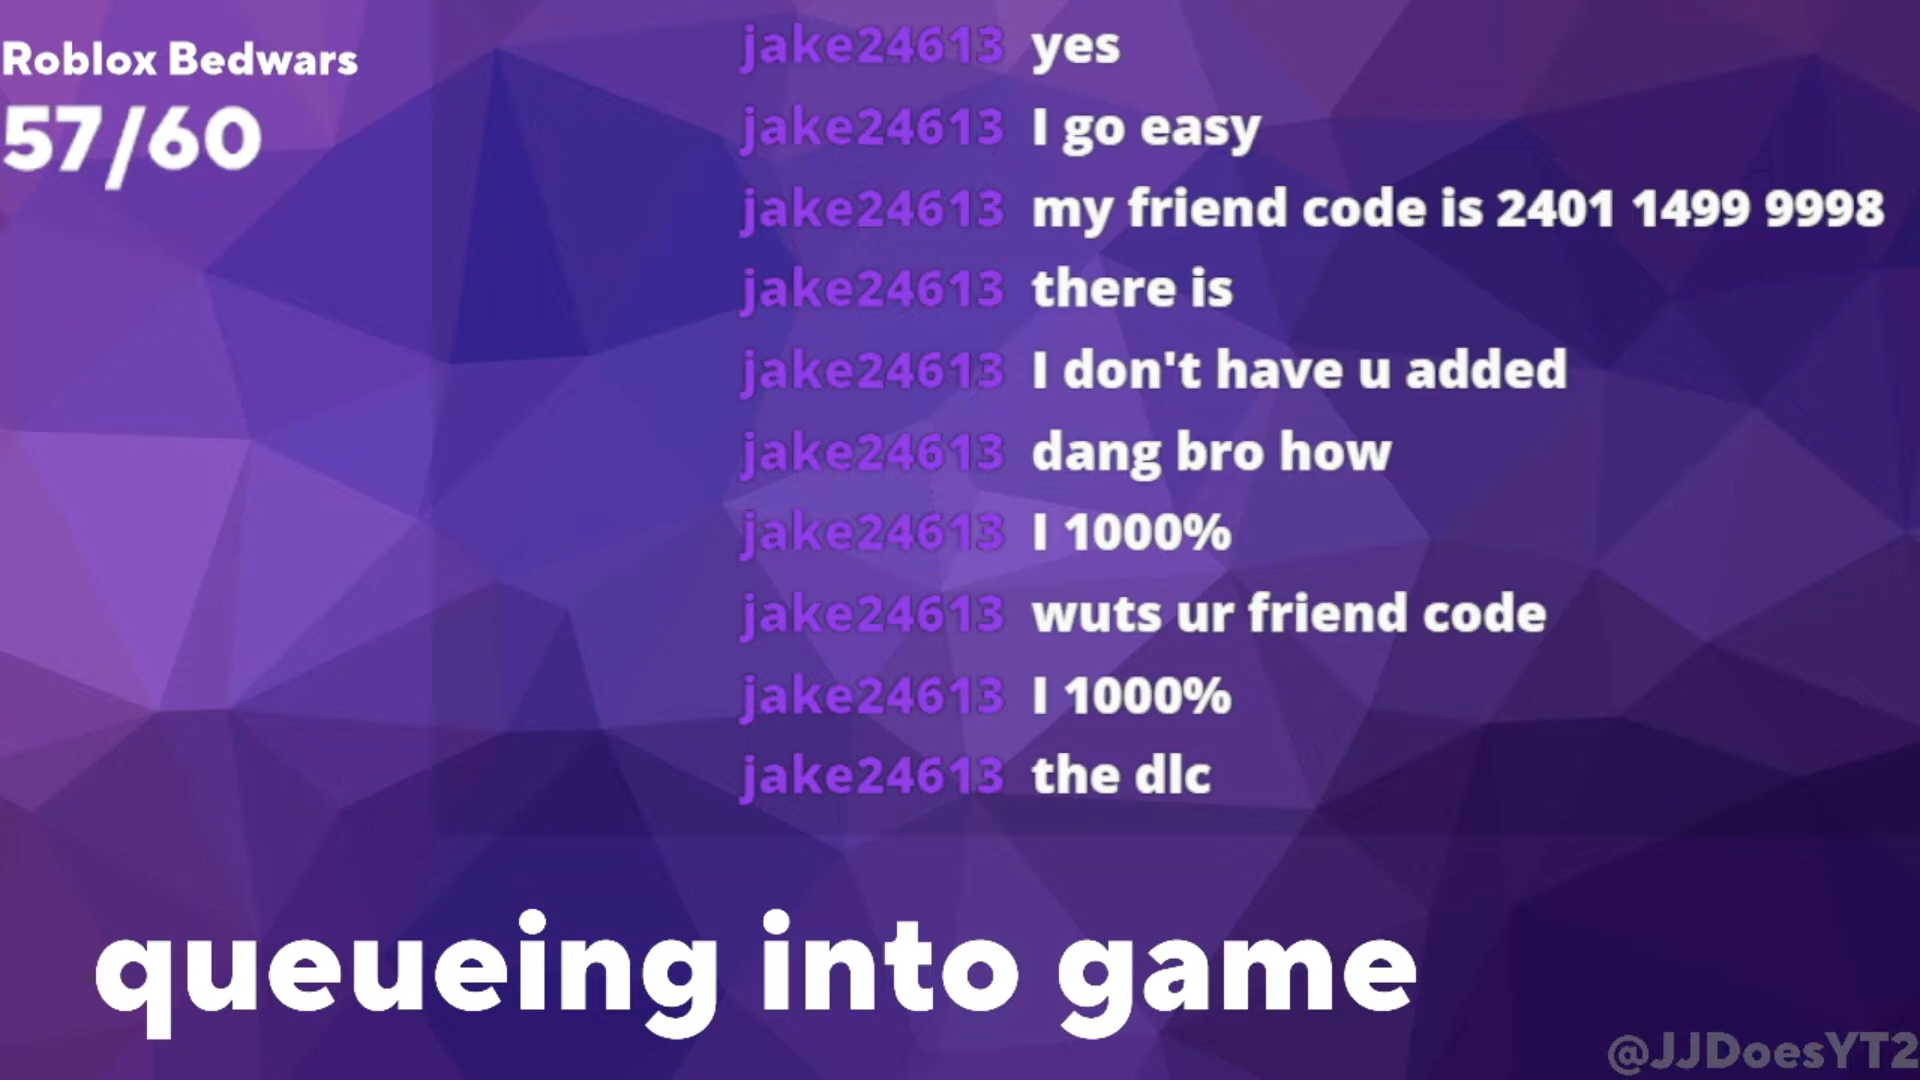 Roblox Bedwars
57/60
jake24613 yes
jake24613 I go easy
jake24613 my friend code is 2401 1499 9998
jake24613 there is
jake24613 I don't have u added
jake24613 dang bro how
jake24613 I 1000%
jake24613 wuts ur friend code
jake24613 I 1000%
jake24613 the dlc
queueing into game
@JJDoesYT2